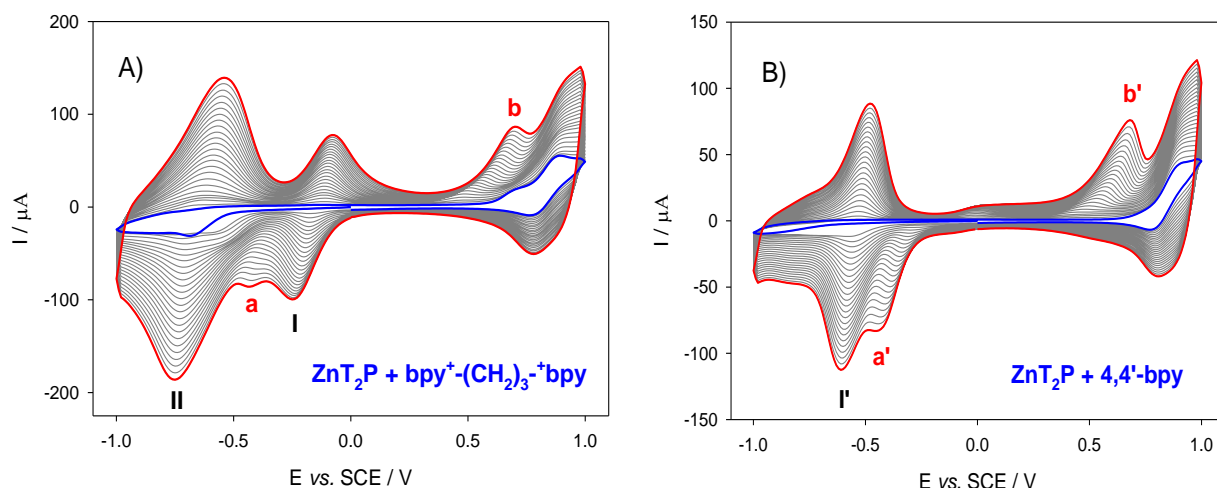 A)
I / µA
200
100
0
-100
-200
b
a
I
II
ZnT₂P + bpy⁺-(CH₂)₃-⁺bpy
-1.0 -0.5 0.0 0.5 1.0
E vs. SCE / V
B)
I / µA
150
100
50
0
-50
-100
-150
b'
a'
I'
ZnT₂P + 4,4'-bpy
-1.0 -0.5 0.0 0.5 1.0
E vs. SCE / V